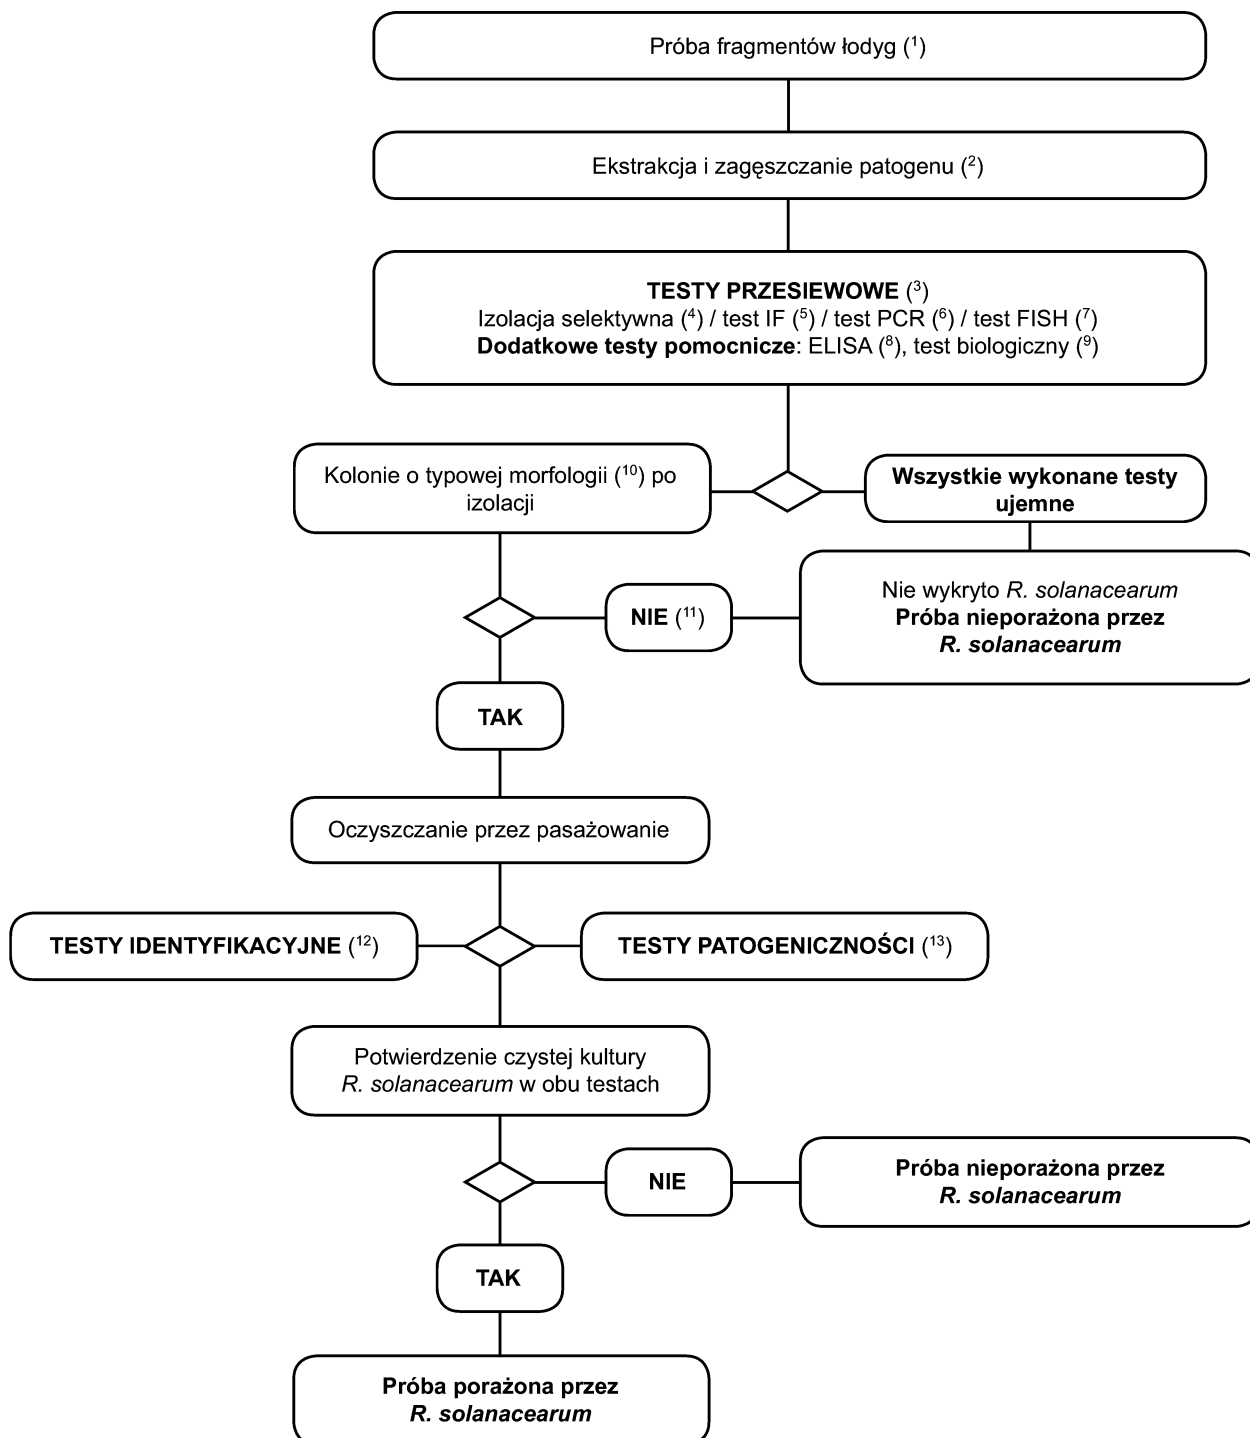 Próba fragmentów łodyg (¹)
Ekstrakcja i zagęszczanie patogenu (²)
TESTY PRZESIEWOWE (³)
Izolacja selektywna (⁴) / test IF (⁵) / test PCR (⁶) / test FISH (⁷)
Dodatkowe testy pomocnicze: ELISA (⁸), test biologiczny (⁹)
Kolonie o typowej morfologii (¹⁰) po
izolacji
Wszystkie wykonane testy
ujemne
NIE (¹¹)
Nie wykryto R. solanacearum
Próba nieporażona przez
R. solanacearum
TAK
Oczyszczanie przez pasażowanie
TESTY IDENTYFIKACYJNE (¹²)
TESTY PATOGENICZNOŚCI (¹³)
Potwierdzenie czystej kultury
R. solanacearum w obu testach
NIE
Próba nieporażona przez
R. solanacearum
TAK
Próba porażona przez
R. solanacearum